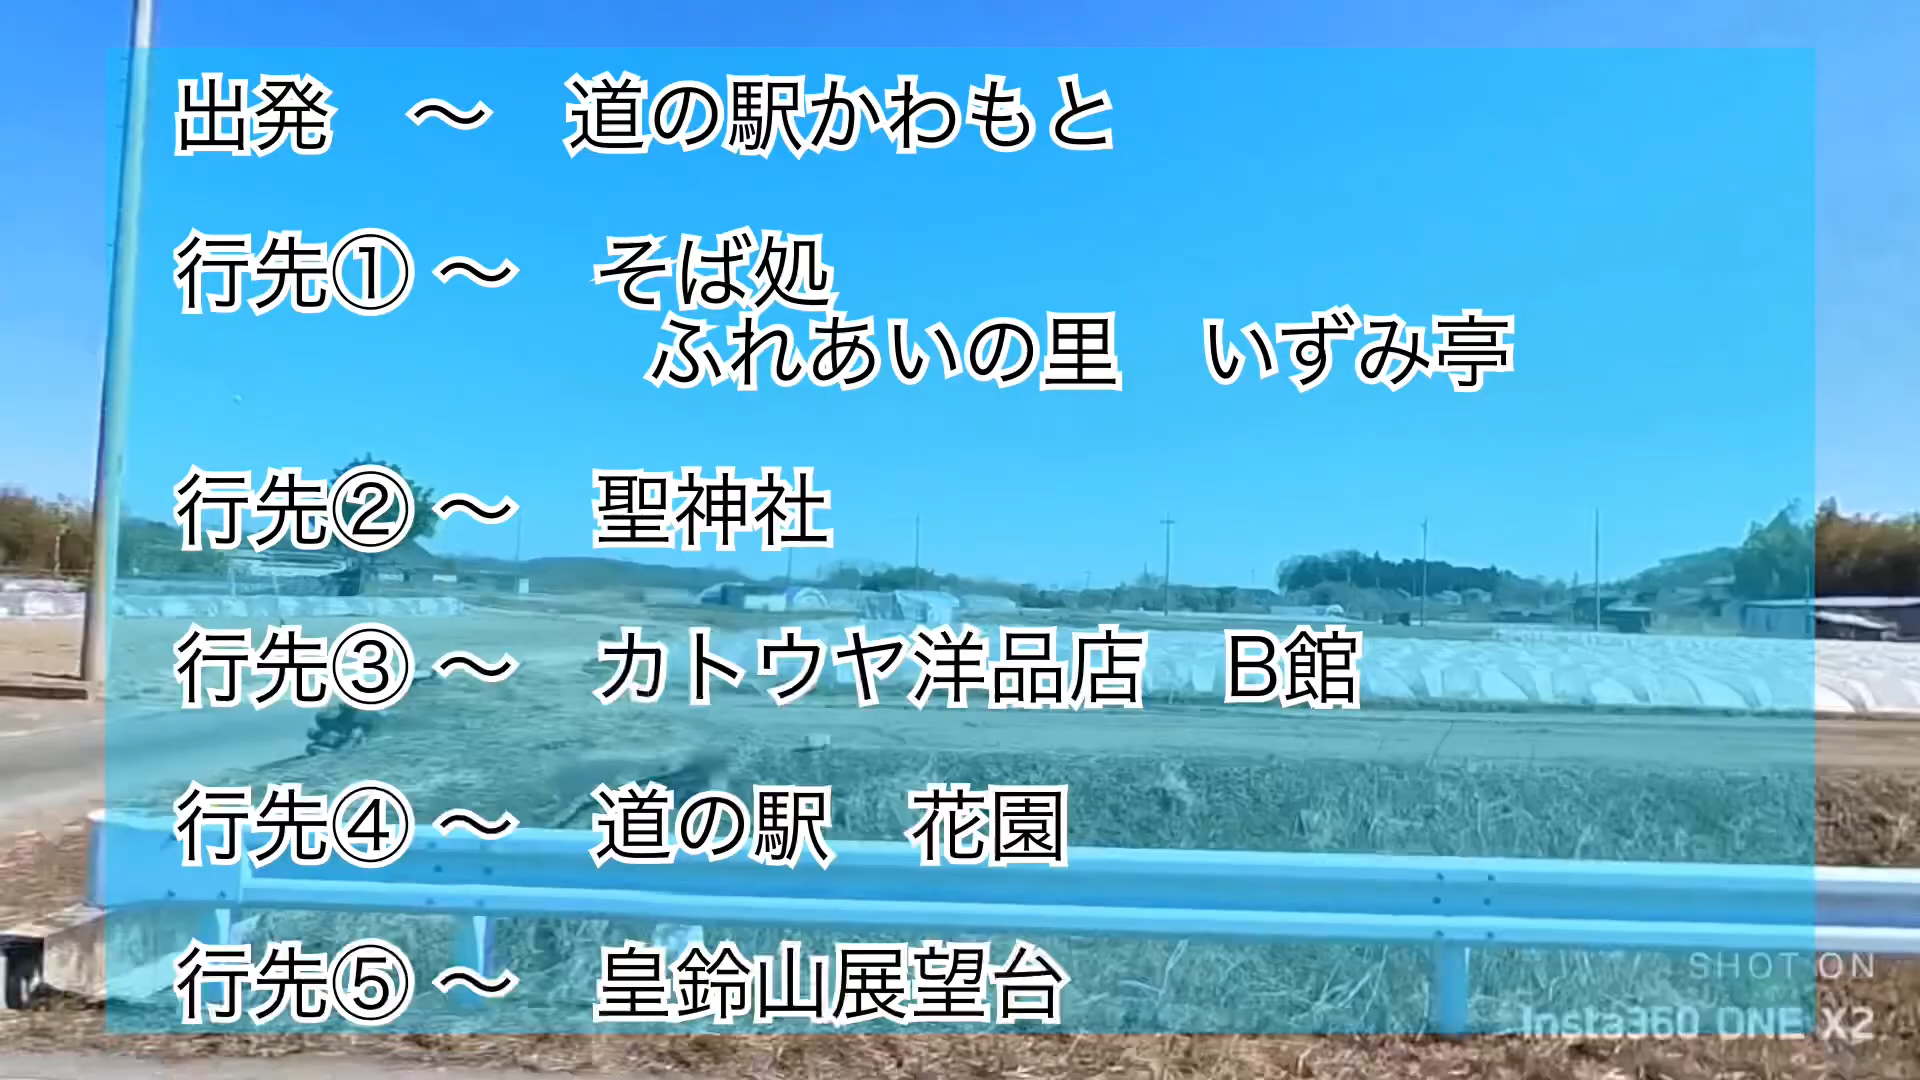 出発　～　道の駅かわもと
行先① ～　そば処
ふれあいの里　いずみ亭
行先② ～　聖神社
行先③ ～　カトウヤ洋品店　B館
行先④ ～　道の駅　花園
行先⑤ ～　皇鈴山展望台
SHOT ON
Insta360 ONE X2